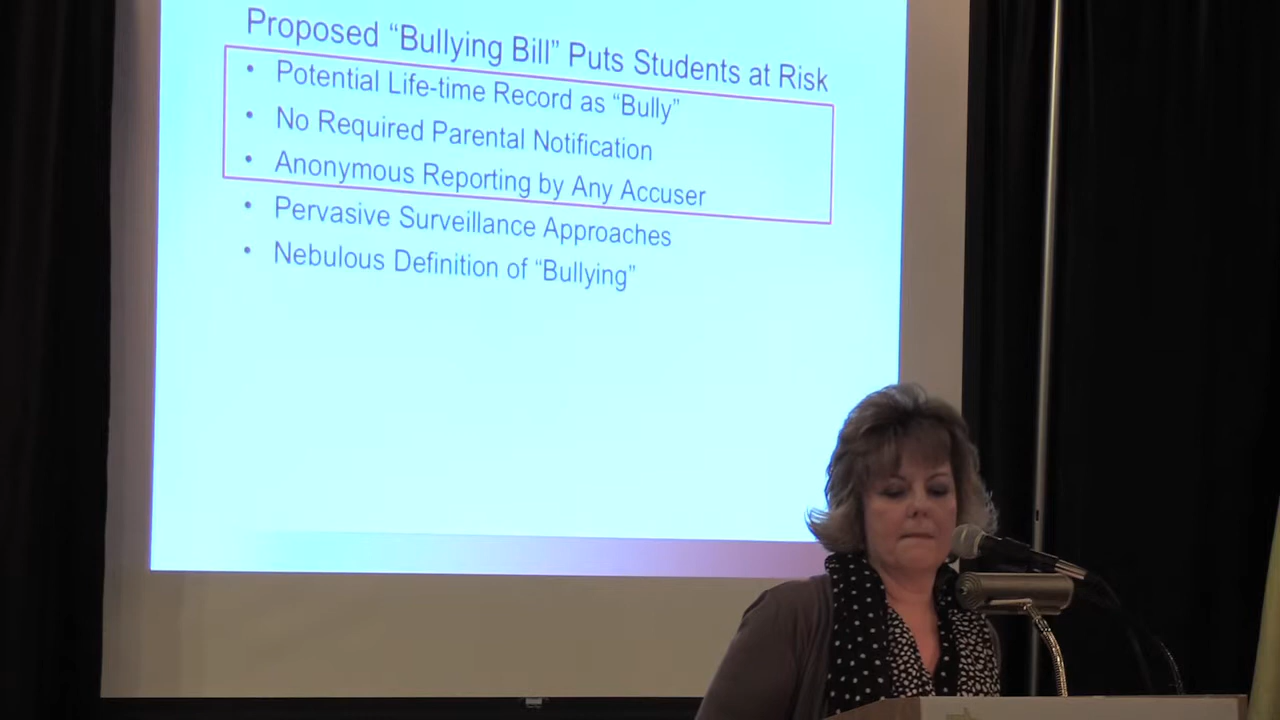 Proposed “Bullying Bill” Puts Students at Risk
• Potential Life-time Record as “Bully”
• No Required Parental Notification
• Anonymous Reporting by Any Accuser
• Pervasive Surveillance Approaches
• Nebulous Definition of “Bullying”